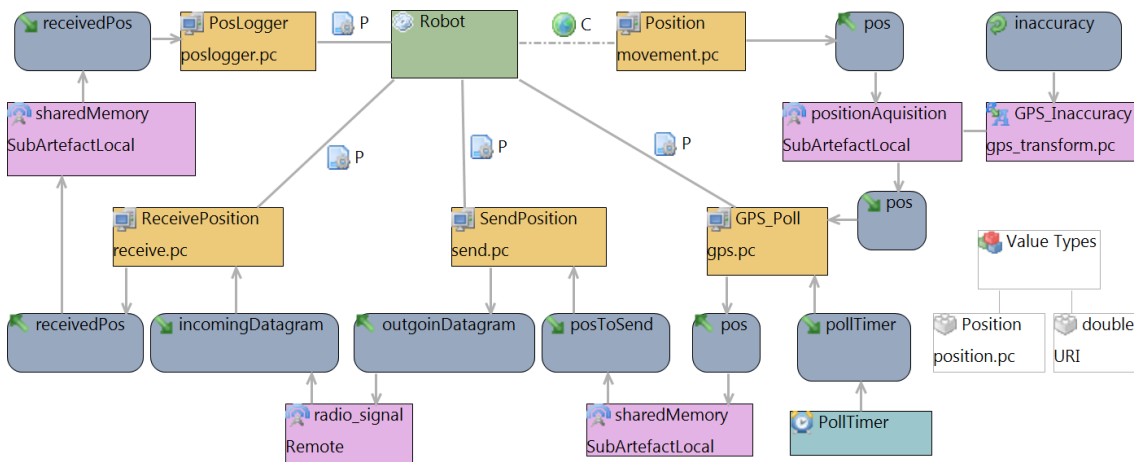 receivedPos
PosLogger
poslogger.pc
P
Robot
C
Position
movement.pc
pos
inaccuracy
sharedMemory
SubArtefactLocal
positionAquisition
SubArtefactLocal
GPS_Inaccuracy
gps_transform.pc
P
P
P
pos
ReceivePosition
receive.pc
SendPosition
send.pc
GPS_Poll
gps.pc
Value Types
receivedPos
incomingDatagram
outgoinDatagram
posToSend
pos
pollTimer
Position
position.pc
double
URI
radio_signal
Remote
sharedMemory
SubArtefactLocal
PollTimer